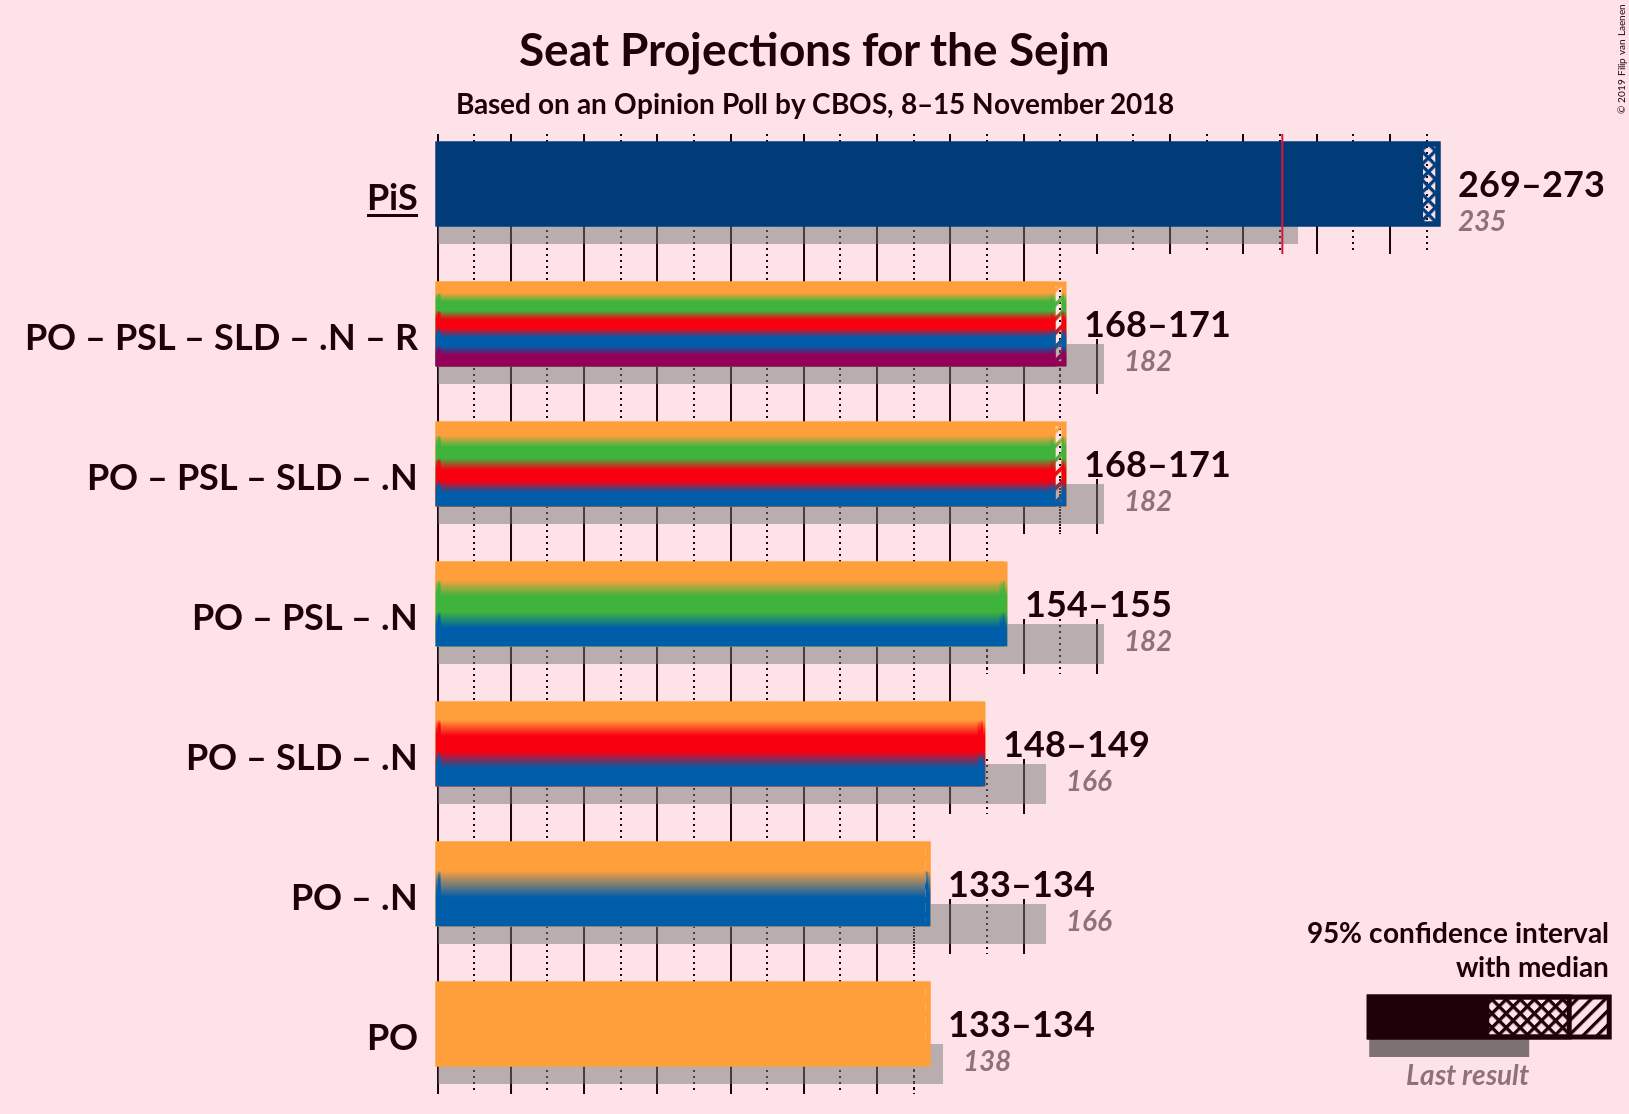 Seat Projections for the Sejm
Based on an Opinion Poll by CBOS, 8–15 November 2018
© 2019 Filip van Laenen
PiS
269–273
235
PO – PSL – SLD – .N – R
168–171
182
PO – PSL – SLD – .N
168–171
182
PO – PSL – .N
154–155
182
PO – SLD – .N
148–149
166
PO – .N
133–134
166
PO
133–134
138
95% confidence interval
with median
Last result